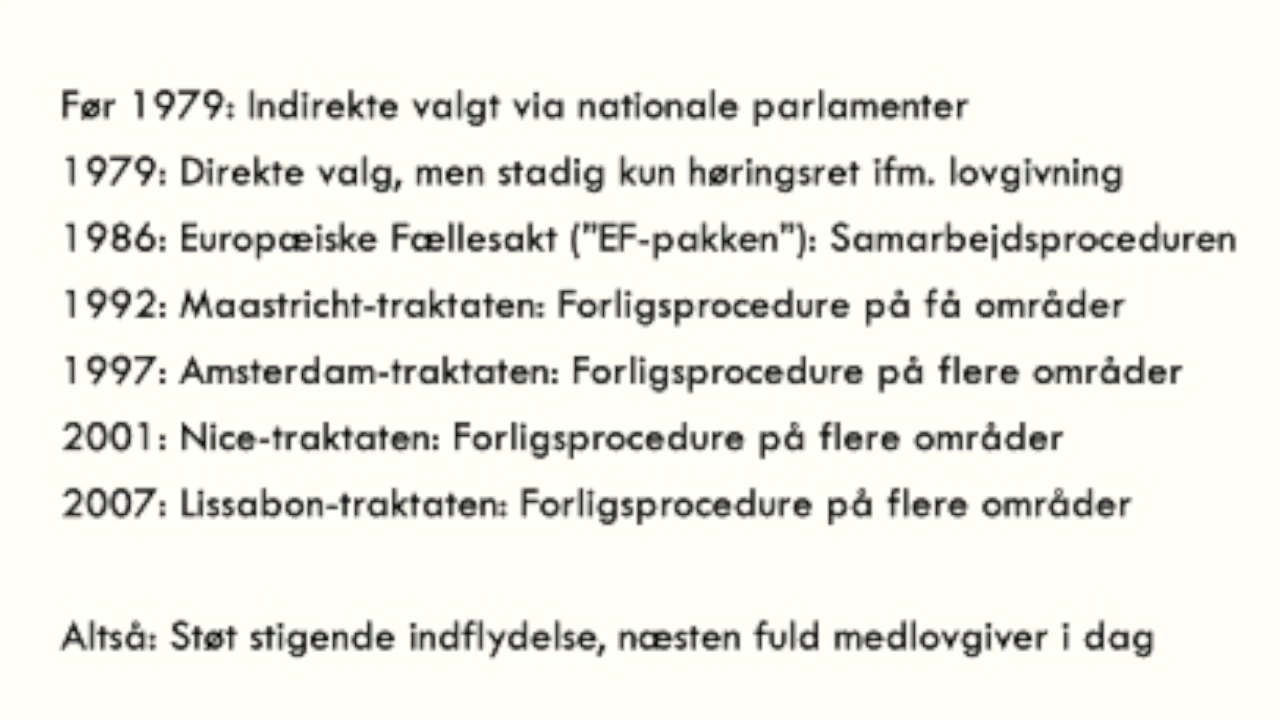 Før 1979: Indirekte valgt via nationale parlamenter
1979: Direkte valg, men stadig kun høringsret ifm. lovgivning
1986: Europæiske Fællesakt ("EF-pakken"): Samarbejdsproceduren
1992: Maastricht-traktaten: Forligsprocedure på få områder
1997: Amsterdam-traktaten: Forligsprocedure på flere områder
2001: Nice-traktaten: Forligsprocedure på flere områder
2007: Lissabon-traktaten: Forligsprocedure på flere områder
Altså: Støt stigende indflydelse, næsten fuld medlovgiver i dag